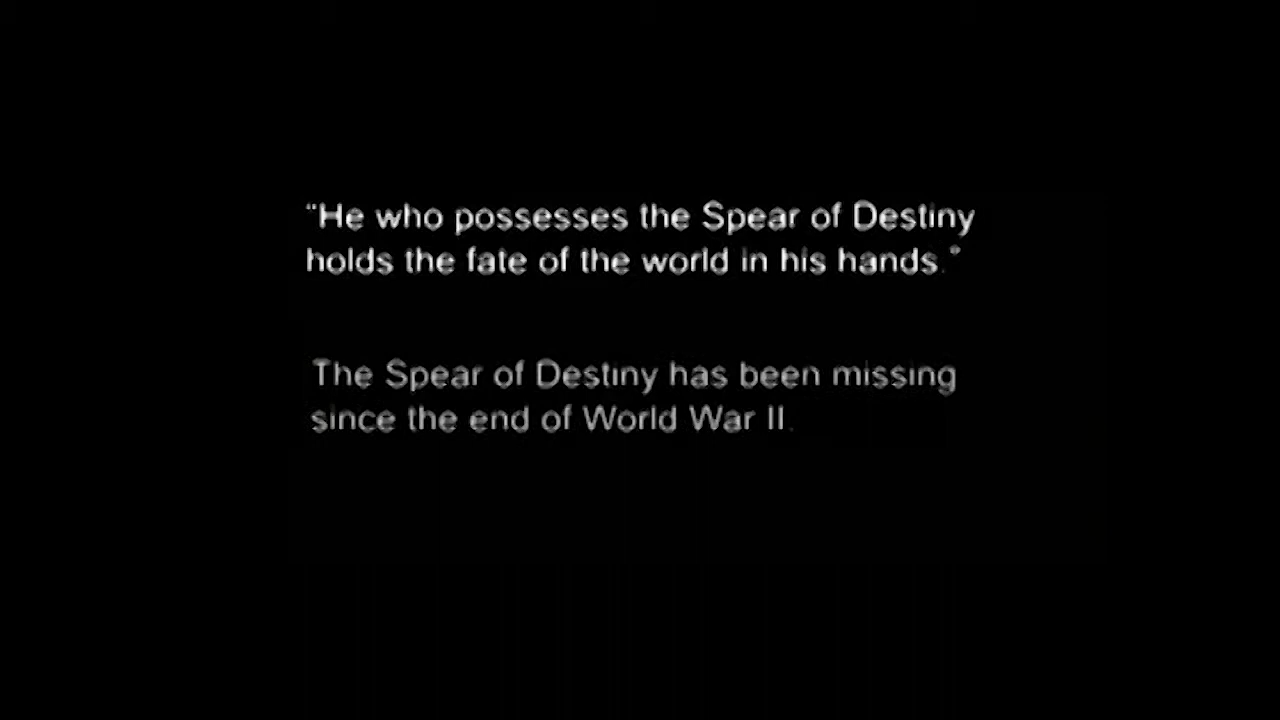 "He who possesses the Spear of Destiny
holds the fate of the world in his hands."
The Spear of Destiny has been missing
since the end of World War II.